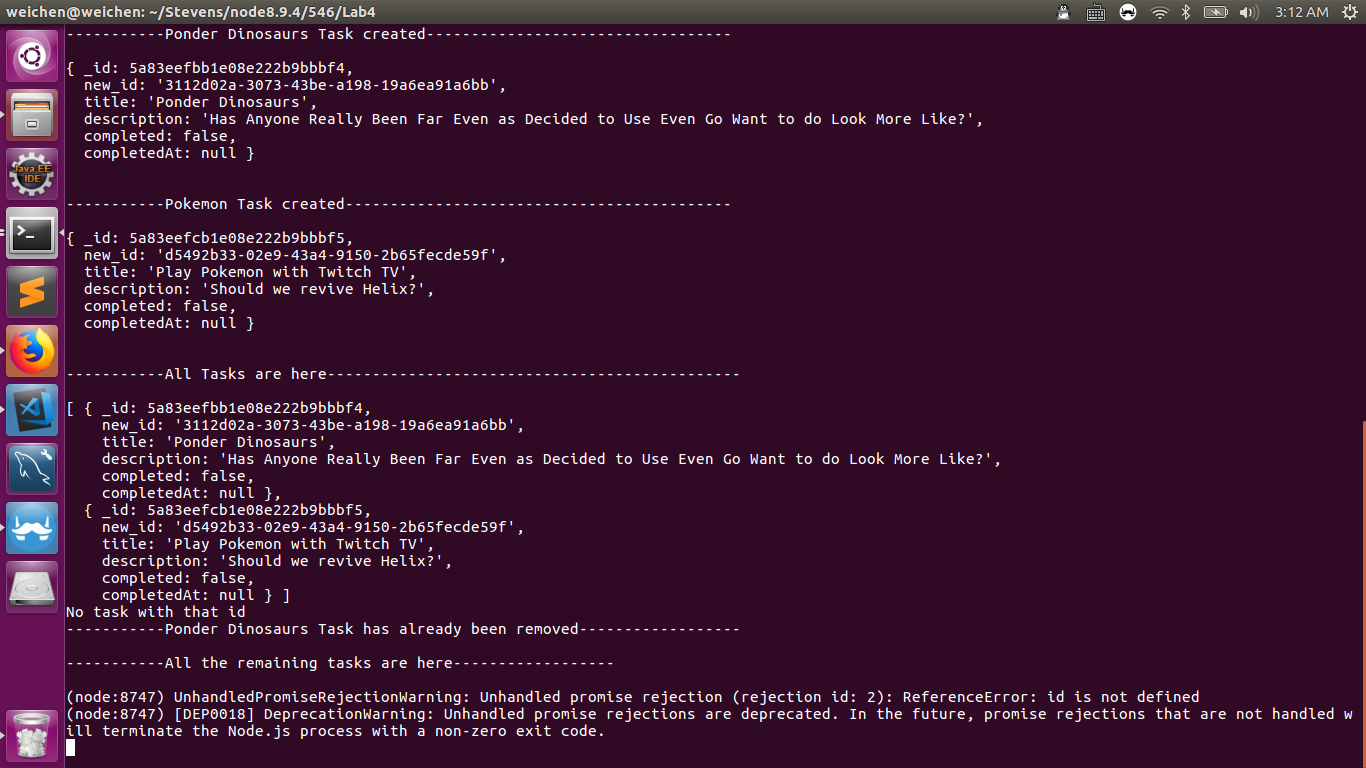 weichen@weichen: ~/Stevens/node8.9.4/546/Lab4
3:12 AM
-----------Ponder Dinosaurs Task created----------------------------------
{ _id: 5a83eefbb1e08e222b9bbbf4,
new_id: '3112d02a-3073-43be-a198-19a6ea91a6bb',
title: 'Ponder Dinosaurs',
description: 'Has Anyone Really Been Far Even as Decided to Use Even Go Want to do Look More Like?',
completed: false,
completedAt: null }
-----------Pokemon Task created-------------------------------------------
{ _id: 5a83eefcb1e08e222b9bbbf5,
new_id: 'd5492b33-02e9-43a4-9150-2b65fecde59f',
title: 'Play Pokemon with Twitch TV',
description: 'Should we revive Helix?',
completed: false,
completedAt: null }
-----------All Tasks are here----------------------------------------------
[ { _id: 5a83eefbb1e08e222b9bbbf4,
new_id: '3112d02a-3073-43be-a198-19a6ea91a6bb',
title: 'Ponder Dinosaurs',
description: 'Has Anyone Really Been Far Even as Decided to Use Even Go Want to do Look More Like?',
completed: false,
completedAt: null },
{ _id: 5a83eefcb1e08e222b9bbbf5,
new_id: 'd5492b33-02e9-43a4-9150-2b65fecde59f',
title: 'Play Pokemon with Twitch TV',
description: 'Should we revive Helix?',
completed: false,
completedAt: null } ]
No task with that id
-----------Ponder Dinosaurs Task has already been removed------------------
-----------All the remaining tasks are here------------------
(node:8747) UnhandledPromiseRejectionWarning: Unhandled promise rejection (rejection id: 2): ReferenceError: id is not defined
(node:8747) [DEP0018] DeprecationWarning: Unhandled promise rejections are deprecated. In the future, promise rejections that are not handled w
ill terminate the Node.js process with a non-zero exit code.
Java EE
IDE